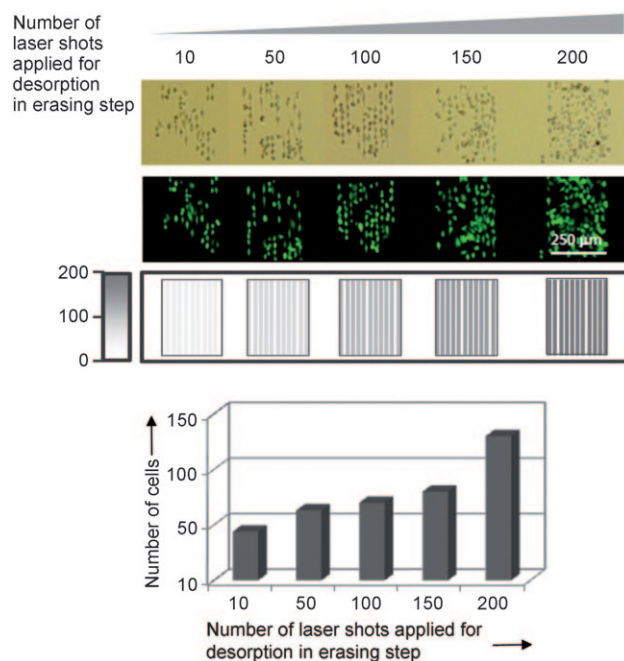 Number of
laser shots
applied for
desorption
in erasing step
10 50 100 150 200
250 μm
200
100
0
150
100
50
10
Number of cells
10 50 100 150 200
Number of laser shots applied for
desorption in erasing step